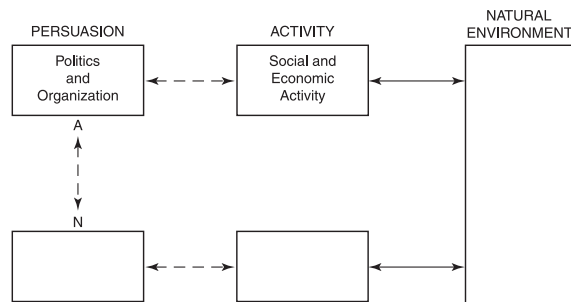 NATURAL
PERSUASION ACTIVITY ENVIRONMENT
Politics
and
Organization
Social and
Economic
Activity
A
N